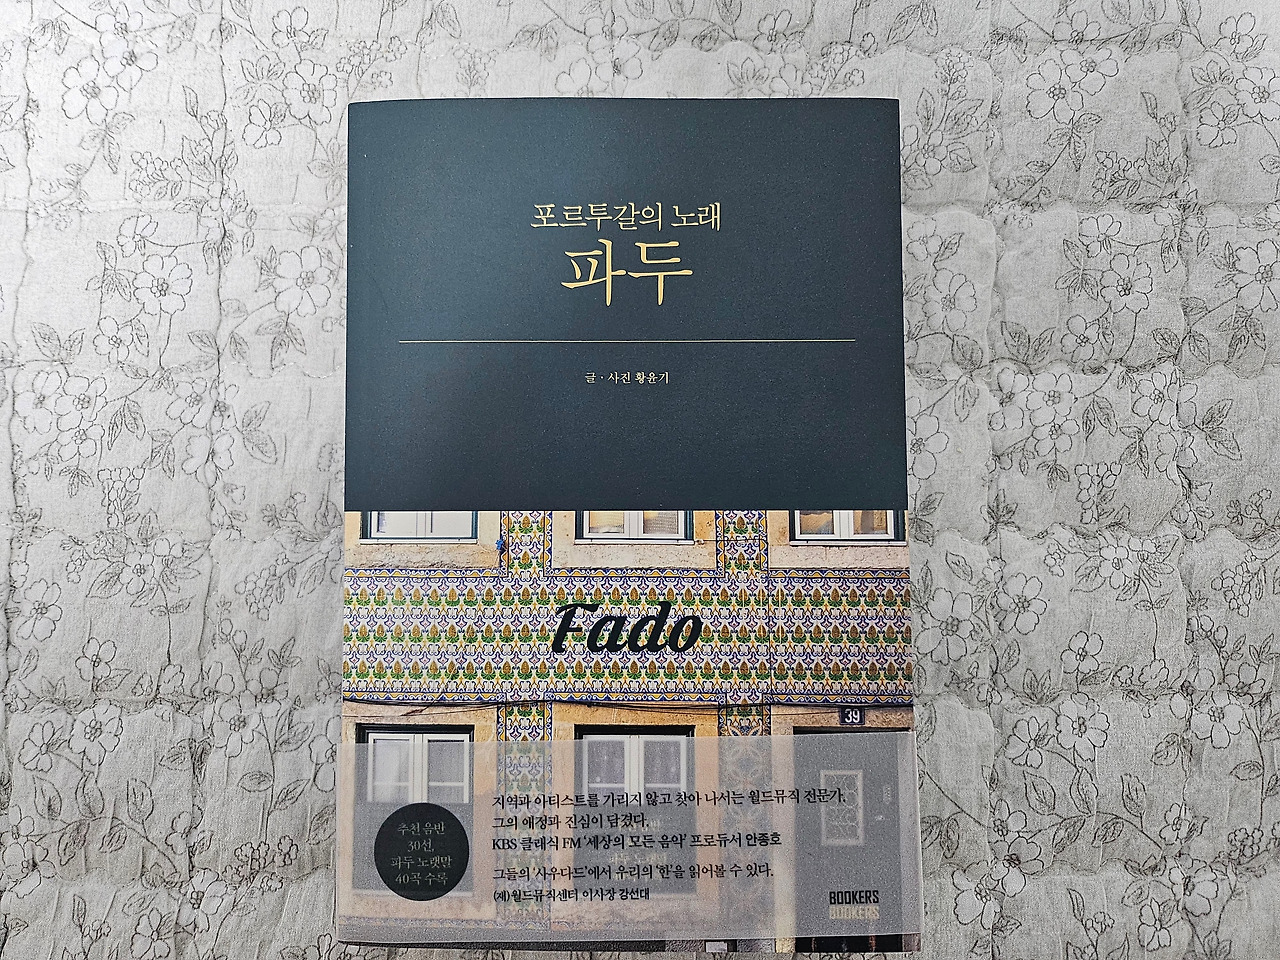 포르투갈의 노래
파두
글 · 사진 황윤기
Fado
39
추천 음반
30선,
파두 노랫말
40곡 수록
지역과 아티스트를 가리지 않고 찾아 나서는 월드뮤직 전문가.
그의 애정과 진심이 담겼다.
KBS 클래식 FM '세상의 모든 음악' 프로듀서 안종호
그들의 '사우다드'에서 우리의 '한'을 읽어볼 수 있다.
(재)월드뮤직센터 이사장 강선대
BOOKERS
BOOKERS